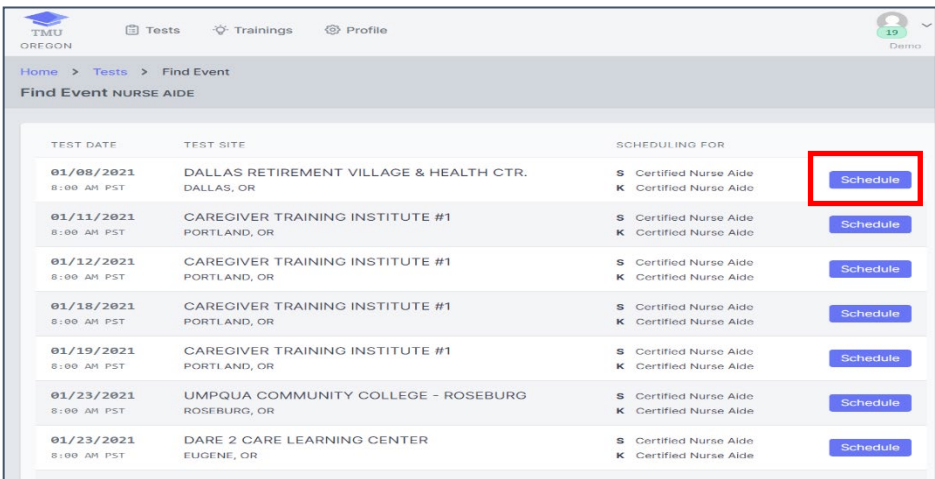 TMU
OREGON
Tests
Trainings
Profile
19
Demo
Home > Tests > Find Event
Find Event NURSE AIDE
TEST DATE TEST SITE SCHEDULING FOR
01/08/2021 DALLAS RETIREMENT VILLAGE & HEALTH CTR. S Certified Nurse Aide
8:00 AM PST DALLAS, OR K Certified Nurse Aide
Schedule
01/11/2021 CAREGIVER TRAINING INSTITUTE #1 S Certified Nurse Aide
8:00 AM PST PORTLAND, OR K Certified Nurse Aide
Schedule
01/12/2021 CAREGIVER TRAINING INSTITUTE #1 S Certified Nurse Aide
8:00 AM PST PORTLAND, OR K Certified Nurse Aide
Schedule
01/18/2021 CAREGIVER TRAINING INSTITUTE #1 S Certified Nurse Aide
8:00 AM PST PORTLAND, OR K Certified Nurse Aide
Schedule
01/19/2021 CAREGIVER TRAINING INSTITUTE #1 S Certified Nurse Aide
8:00 AM PST PORTLAND, OR K Certified Nurse Aide
Schedule
01/23/2021 UMPQUA COMMUNITY COLLEGE - ROSEBURG S Certified Nurse Aide
8:00 AM PST ROSEBURG, OR K Certified Nurse Aide
Schedule
01/23/2021 DARE 2 CARE LEARNING CENTER S Certified Nurse Aide
8:00 AM PST EUGENE, OR K Certified Nurse Aide
Schedule